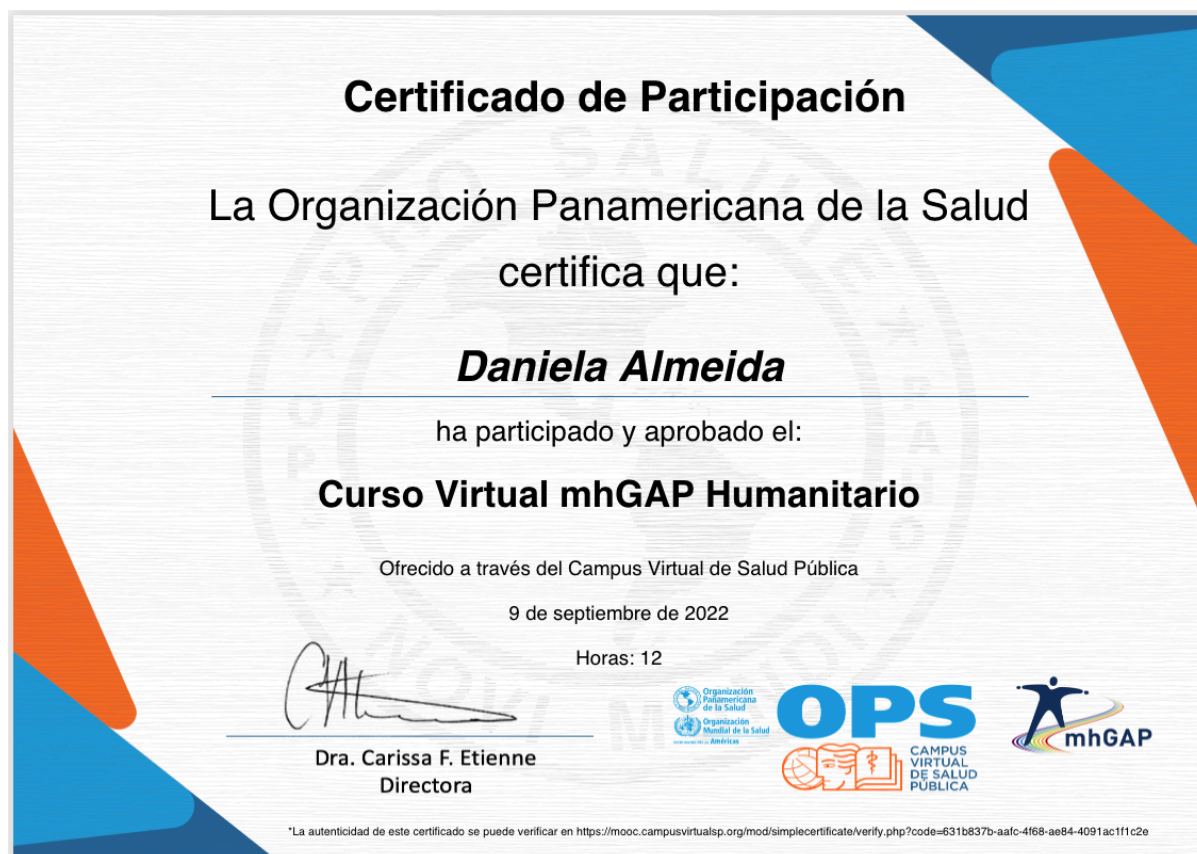 Certificado de Participación
La Organización Panamericana de la Salud
certifica que:
Daniela Almeida
ha participado y aprobado el:
Curso Virtual mhGAP Humanitario
Ofrecido a través del Campus Virtual de Salud Pública
9 de septiembre de 2022
Horas: 12
Dra. Carissa F. Etienne
Directora
Organización
Panamericana
de la Salud
Organización
Mundial de la Salud
Américas
OPS
CAMPUS
VIRTUAL
DE SALUD
PÚBLICA
mhGAP
*La autenticidad de este certificado se puede verificar en https://mooc.campusvirtualsp.org/mod/simplecertificate/verify.php?code=631b837b-aafc-4f68-ae84-4091ac1f1c2e
PRO SALUTE
NOVI MUNDI